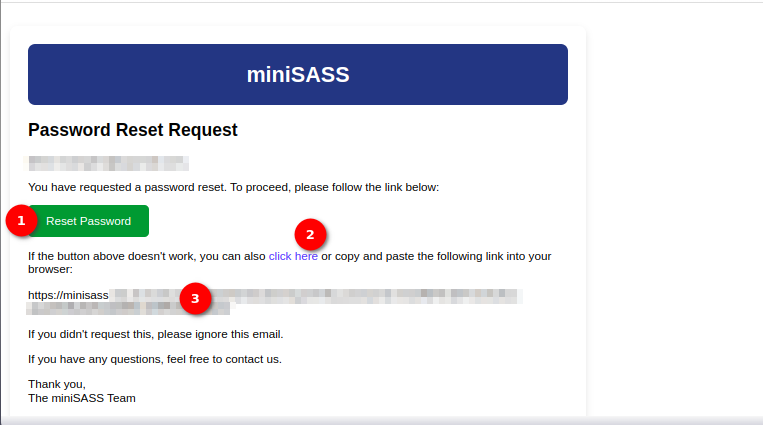 miniSASS
Password Reset Request
You have requested a password reset. To proceed, please follow the link below:
1 Reset Password
2
If the button above doesn't work, you can also click here or copy and paste the following link into your
browser:
https://minisass
3
If you didn't request this, please ignore this email.
If you have any questions, feel free to contact us.
Thank you,
The miniSASS Team